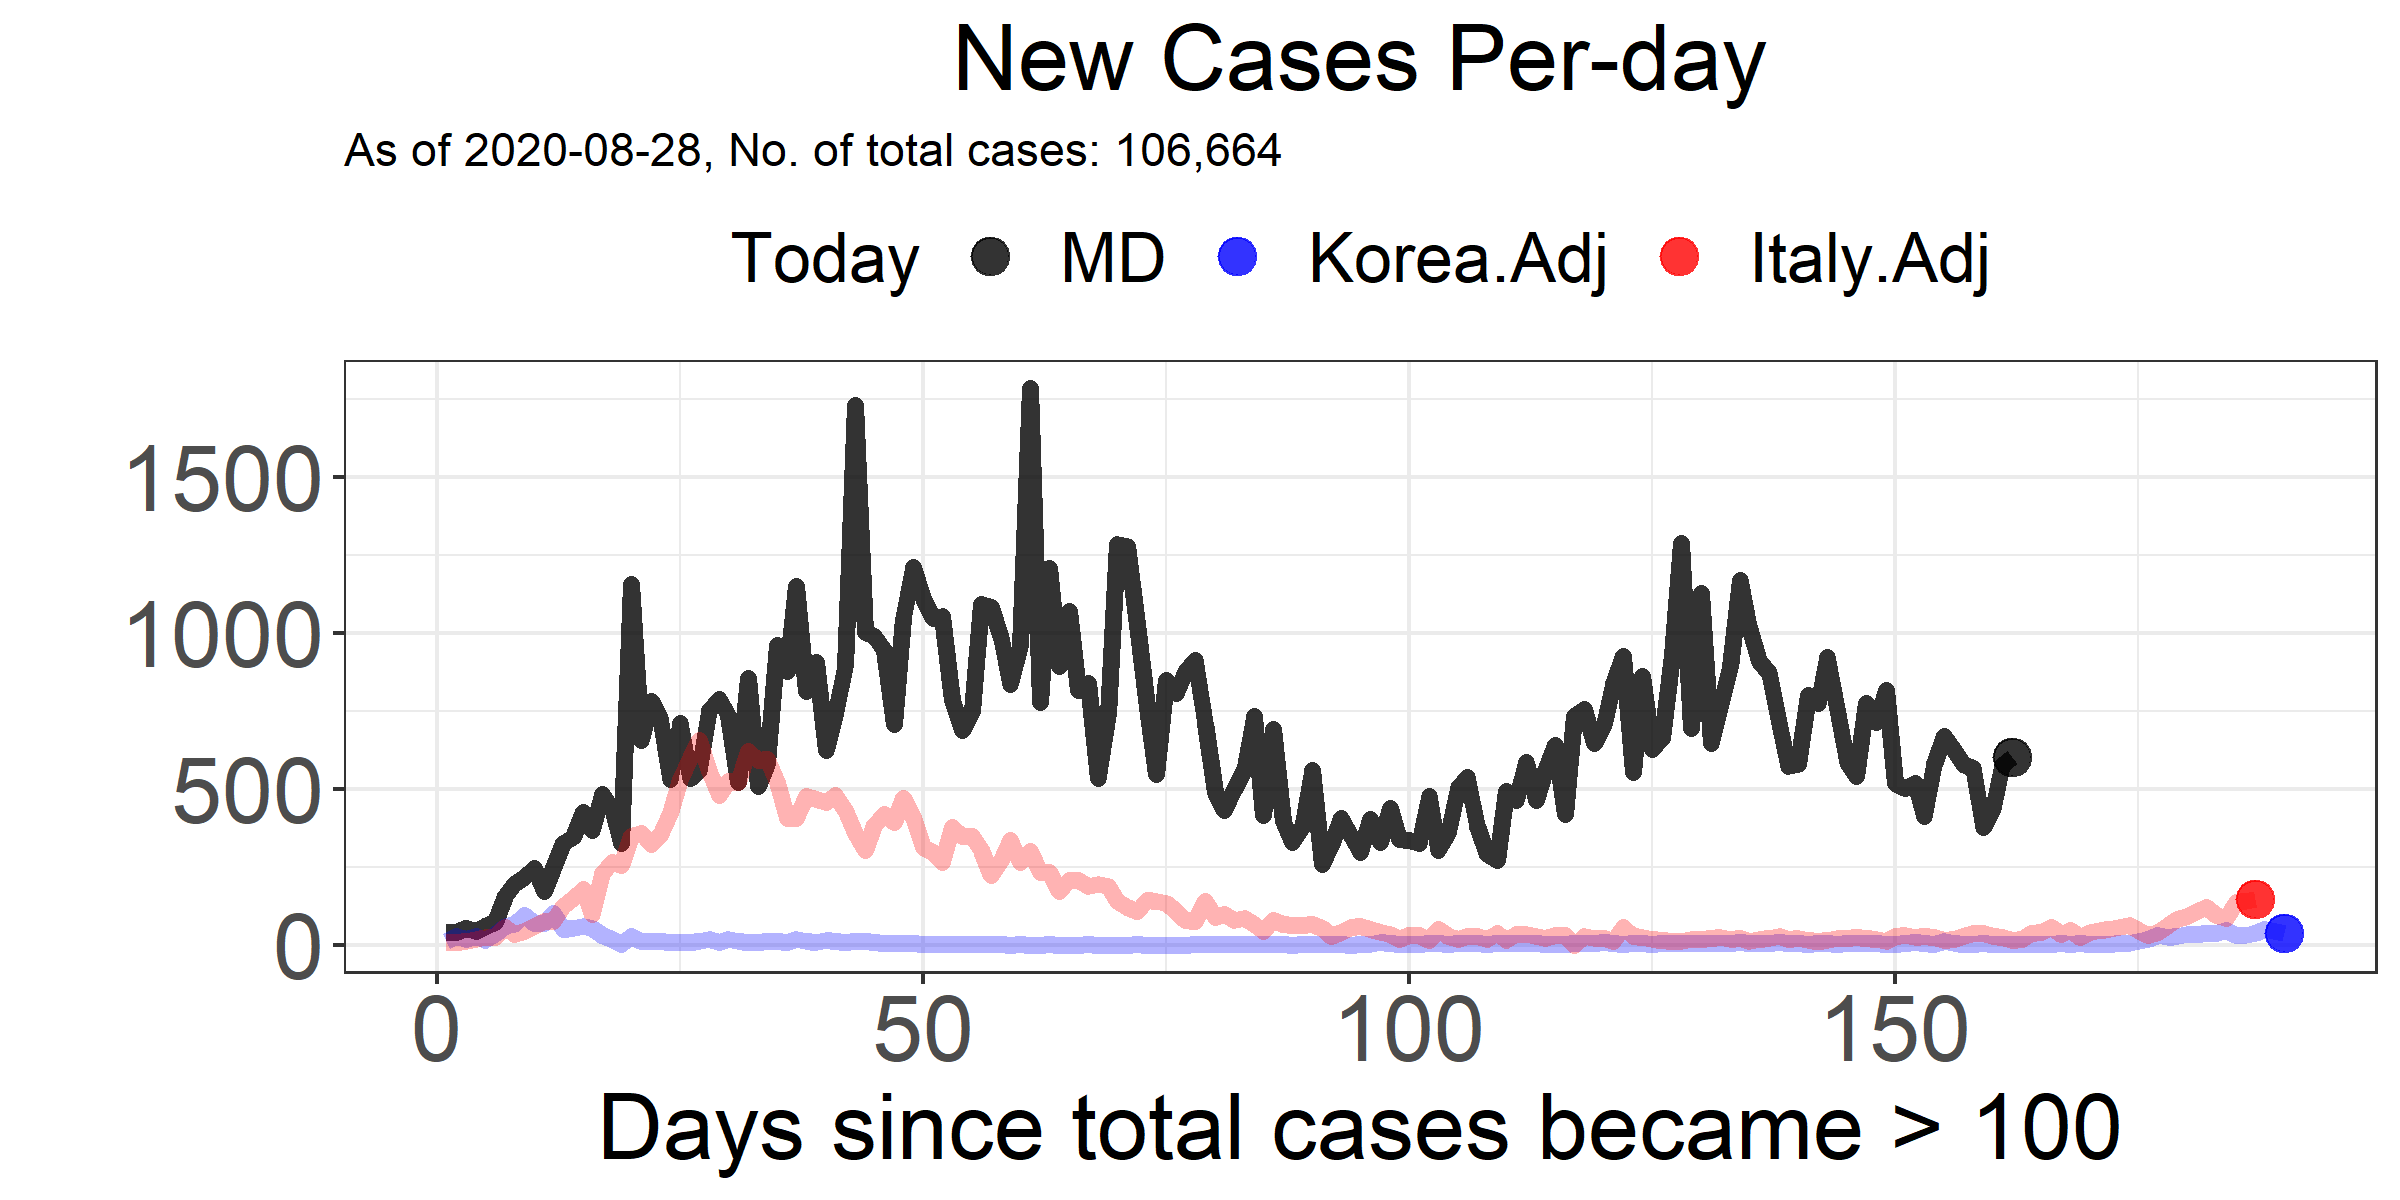 New Cases Per-day
As of 2020-08-28, No. of total cases: 106,664
Today MD Korea.Adj Italy.Adj
1500
1000
500
0
0 50 100 150
Days since total cases became > 100